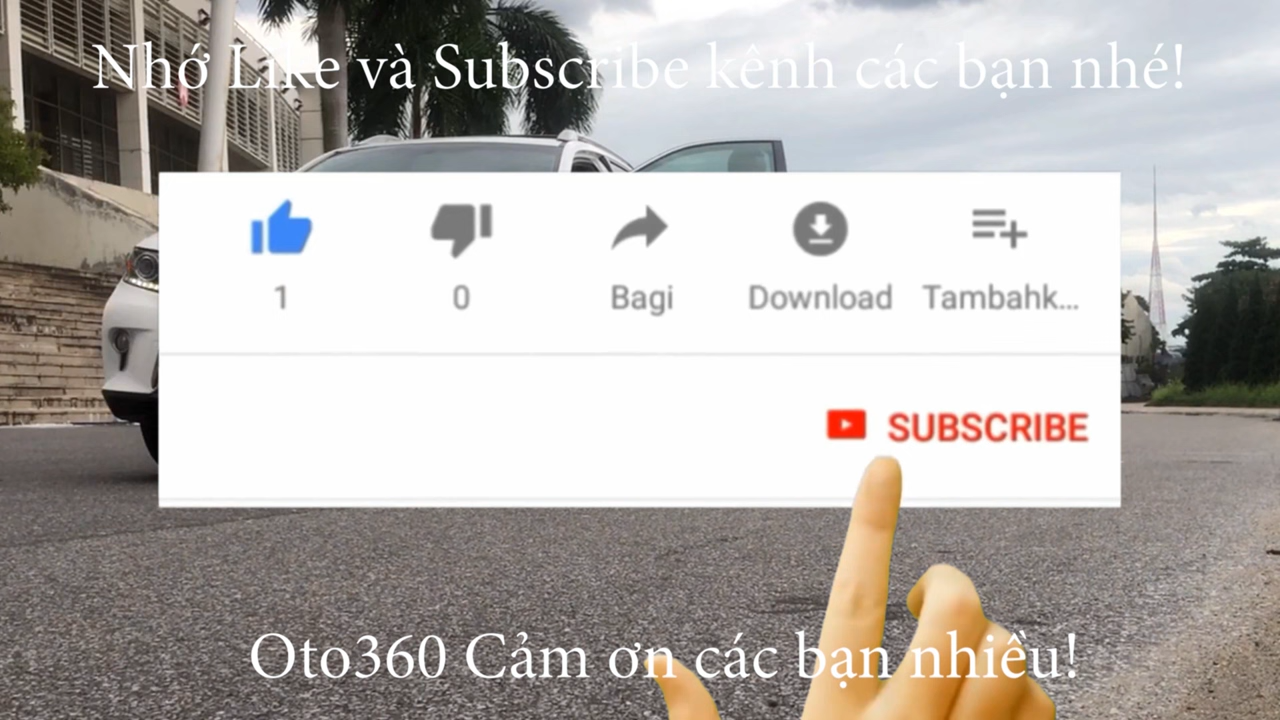 Nhớ Like và Subscribe kênh các bạn nhé!
1 0 Bagi Download Tambahk...
SUBSCRIBE
Oto360 Cảm ơn các bạn nhiều!